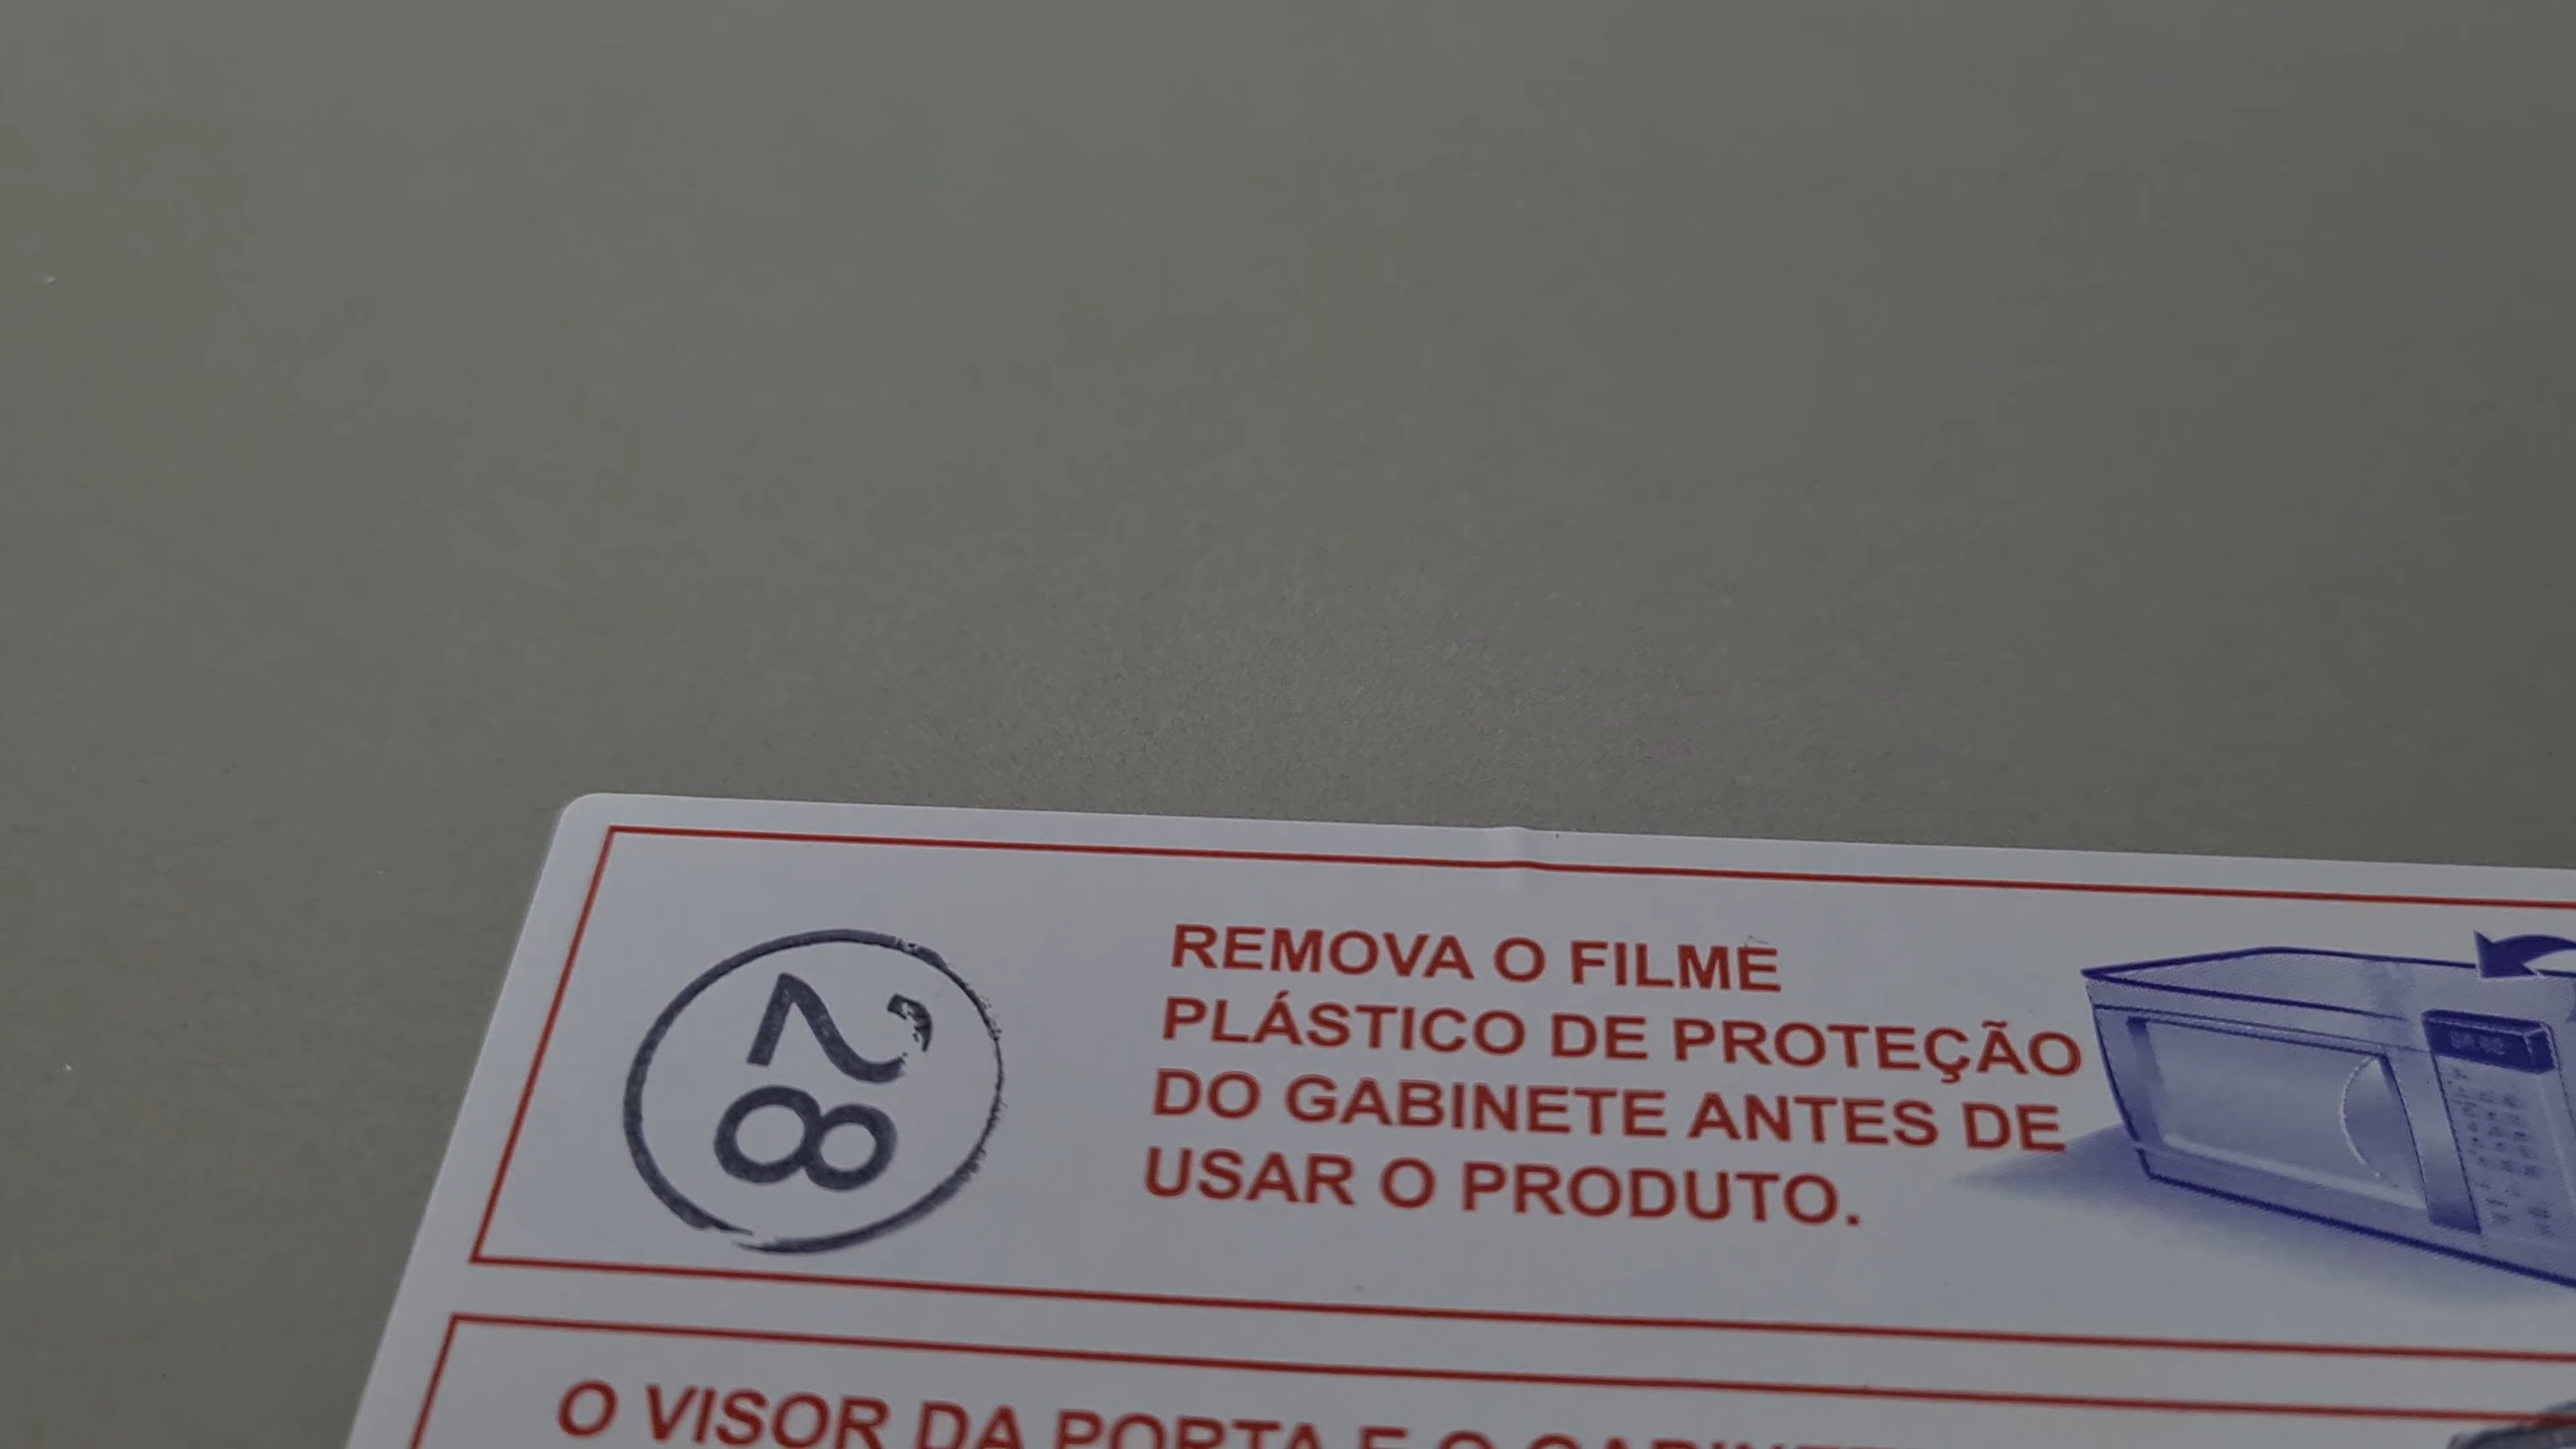 28
REMOVA O FILME
PLÁSTICO DE PROTEÇÃO
DO GABINETE ANTES DE
USAR O PRODUTO.
O VISOR DA PORTA E O